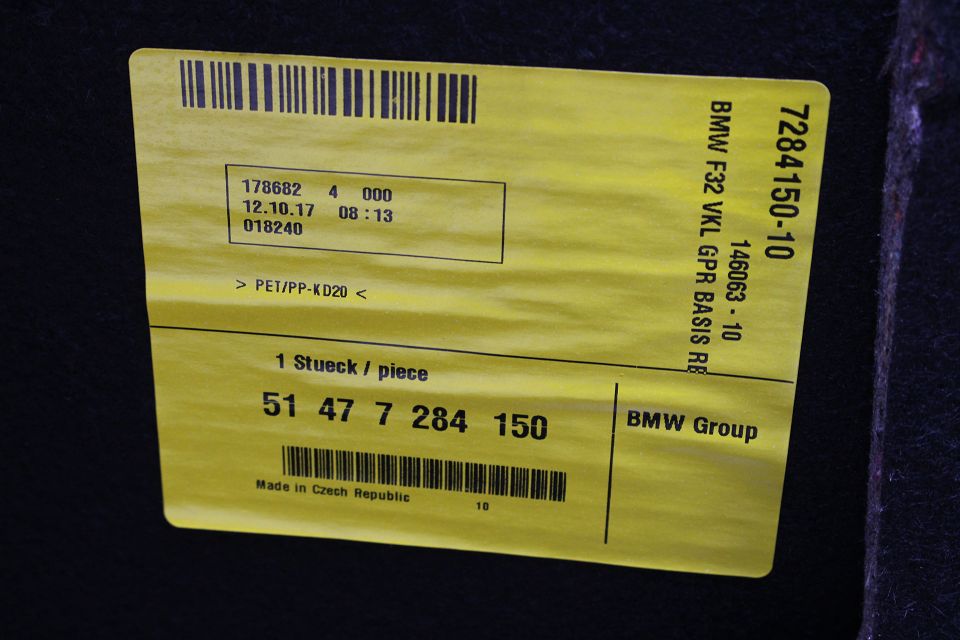 178682 4 000
12.10.17 08:13
018240
> PET/PP-KD20 <
7284150-10
146063 - 10
BMW F32 VKL GPR BASIS
1 Stueck / piece
51 47 7 284 150
Made in Czech Republic
10
BMW Group